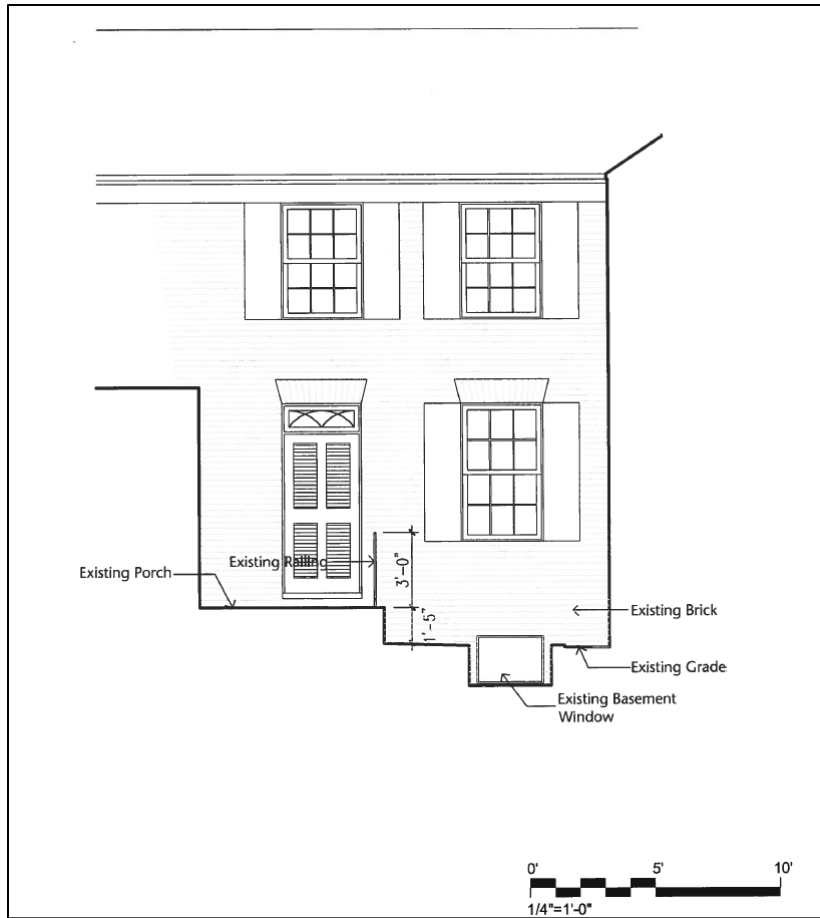 Existing Railing
3'-0"
Existing Porch
1'-5"
Existing Brick
Existing Grade
Existing Basement
Window
0'
5'
10'
1/4"=1'-0"